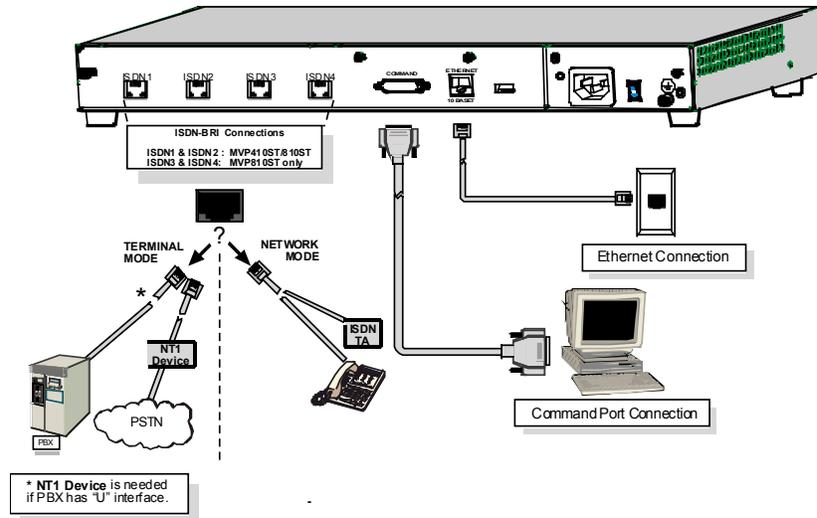 ISDN1 ISDN2 ISDN3 ISDN4
COMMAND
ETHERNET
10 BASET
ISDN-BRI Connections
ISDN1 & ISDN2 : MVP410ST/810ST
ISDN3 & ISDN4: MVP810ST only
?
TERMINAL
MODE
NETWORK
MODE
*
NT1
Device
PSTN
PBX
ISDN
TA
Ethernet Connection
Command Port Connection
* NT1 Device is needed
if PBX has "U" interface.
-